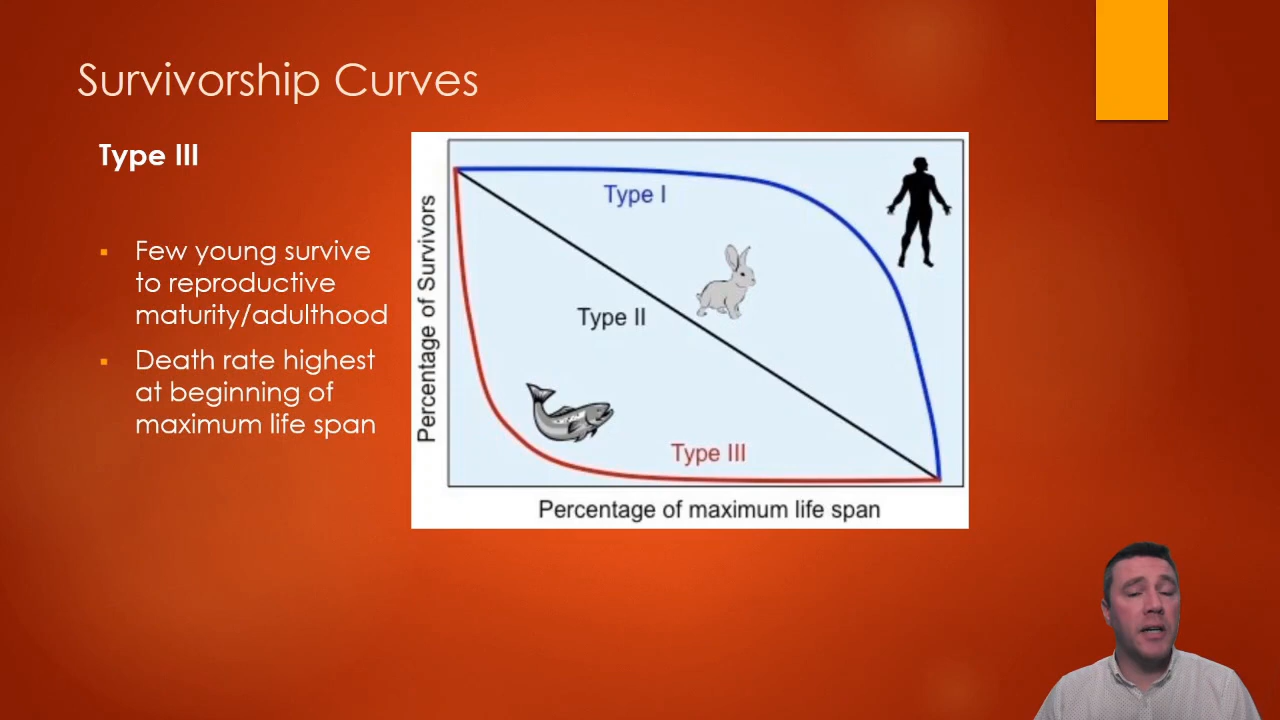 Survivorship Curves
Type III
Few young survive
to reproductive
maturity/adulthood
Death rate highest
at beginning of
maximum life span
Percentage of Survivors
Type I
Type II
Type III
Percentage of maximum life span